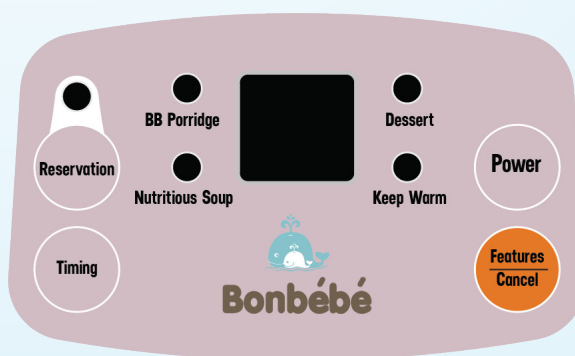 BB Porridge
Dessert
Reservation
Nutritious Soup
Keep Warm
Power
Timing
Features
Cancel
Bonbébé